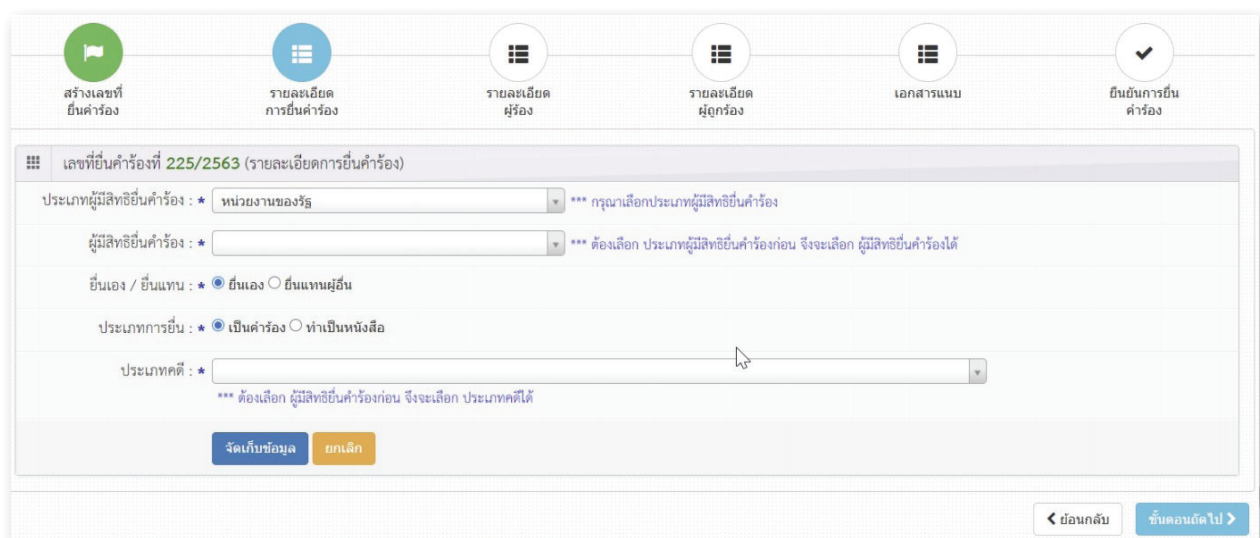 สร้างเลขที่
ยื่นคำร้อง
รายละเอียด
การยื่นคำร้อง
รายละเอียด
ผู้ร้อง
รายละเอียด
ผู้ถูกร้อง
เอกสารแนบ
ยืนยันการยื่น
คำร้อง
เลขที่ยื่นคำร้องที่ 225/2563 (รายละเอียดการยื่นคำร้อง)
ประเภทผู้มีสิทธิยื่นคำร้อง : ★ หน่วยงานของรัฐ *** กรุณาเลือกประเภทผู้มีสิทธิยื่นคำร้อง
ผู้มีสิทธิยื่นคำร้อง : ★ *** ต้องเลือก ประเภทผู้มีสิทธิยื่นคำร้องก่อน จึงจะเลือก ผู้มีสิทธิยื่นคำร้องได้
ยื่นเอง / ยื่นแทน : ★ ยื่นเอง ยื่นแทนผู้อื่น
ประเภทการยื่น : ★ เป็นคำร้อง ทำเป็นหนังสือ
ประเภทคดี : ★
*** ต้องเลือก ผู้มีสิทธิยื่นคำร้องก่อน จึงจะเลือก ประเภทคดีได้
จัดเก็บข้อมูล ยกเลิก
ย้อนกลับ ขั้นตอนถัดไป